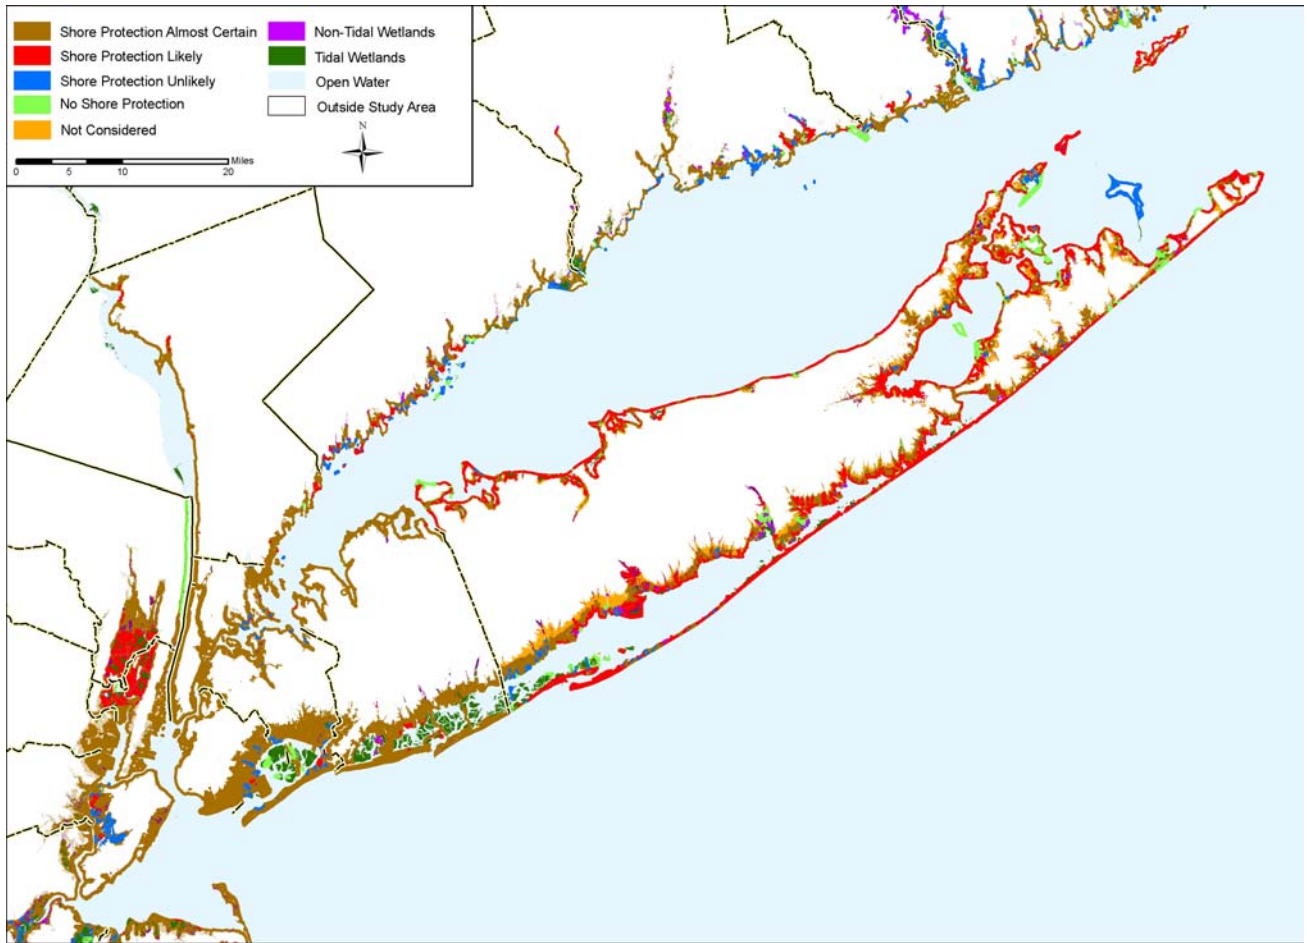 Shore Protection Almost Certain
Shore Protection Likely
Shore Protection Unlikely
No Shore Protection
Not Considered
Non-Tidal Wetlands
Tidal Wetlands
Open Water
Outside Study Area
N
Miles
0 5 10 20